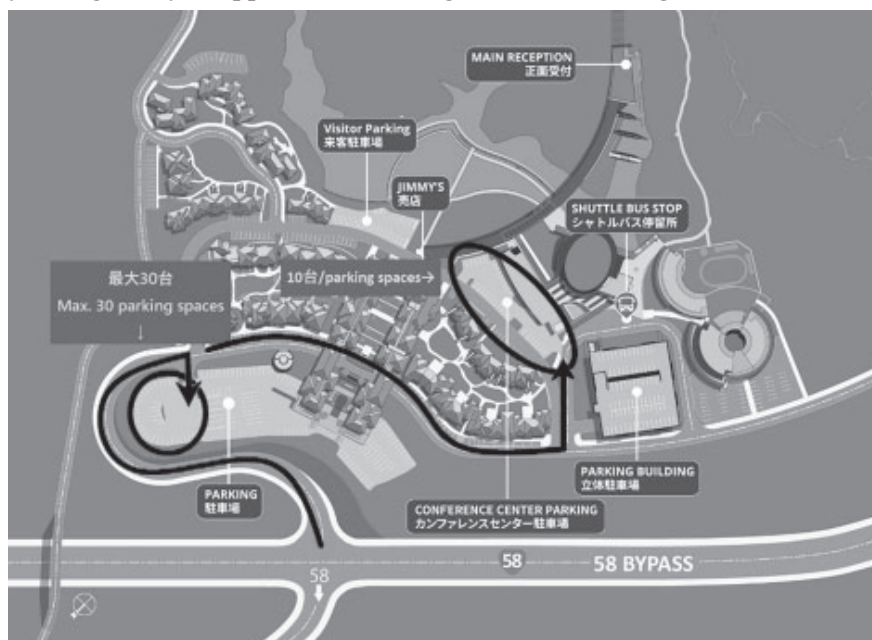 MAIN RECEPTION
正面受付
Visitor Parking
来客駐車場
JIMMY'S
売店
SHUTTLE BUS STOP
シャトルバス停留所
最大30台
Max. 30 parking spaces
↓
10台/parking spaces→
PARKING
駐車場
CONFERENCE CENTER PARKING
カンファレンスセンター駐車場
PARKING BUILDING
立体駐車場
58
58 BYPASS
58